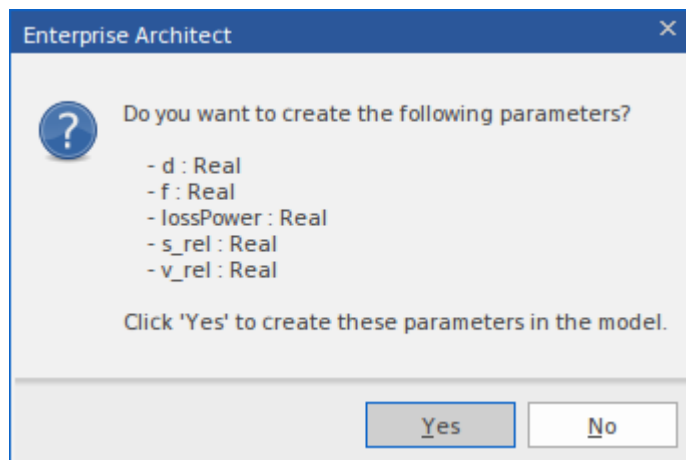 Enterprise Architect
Do you want to create the following parameters?
- d : Real
- f : Real
- lossPower : Real
- s_rel : Real
- v_rel : Real
Click 'Yes' to create these parameters in the model.
Yes
No